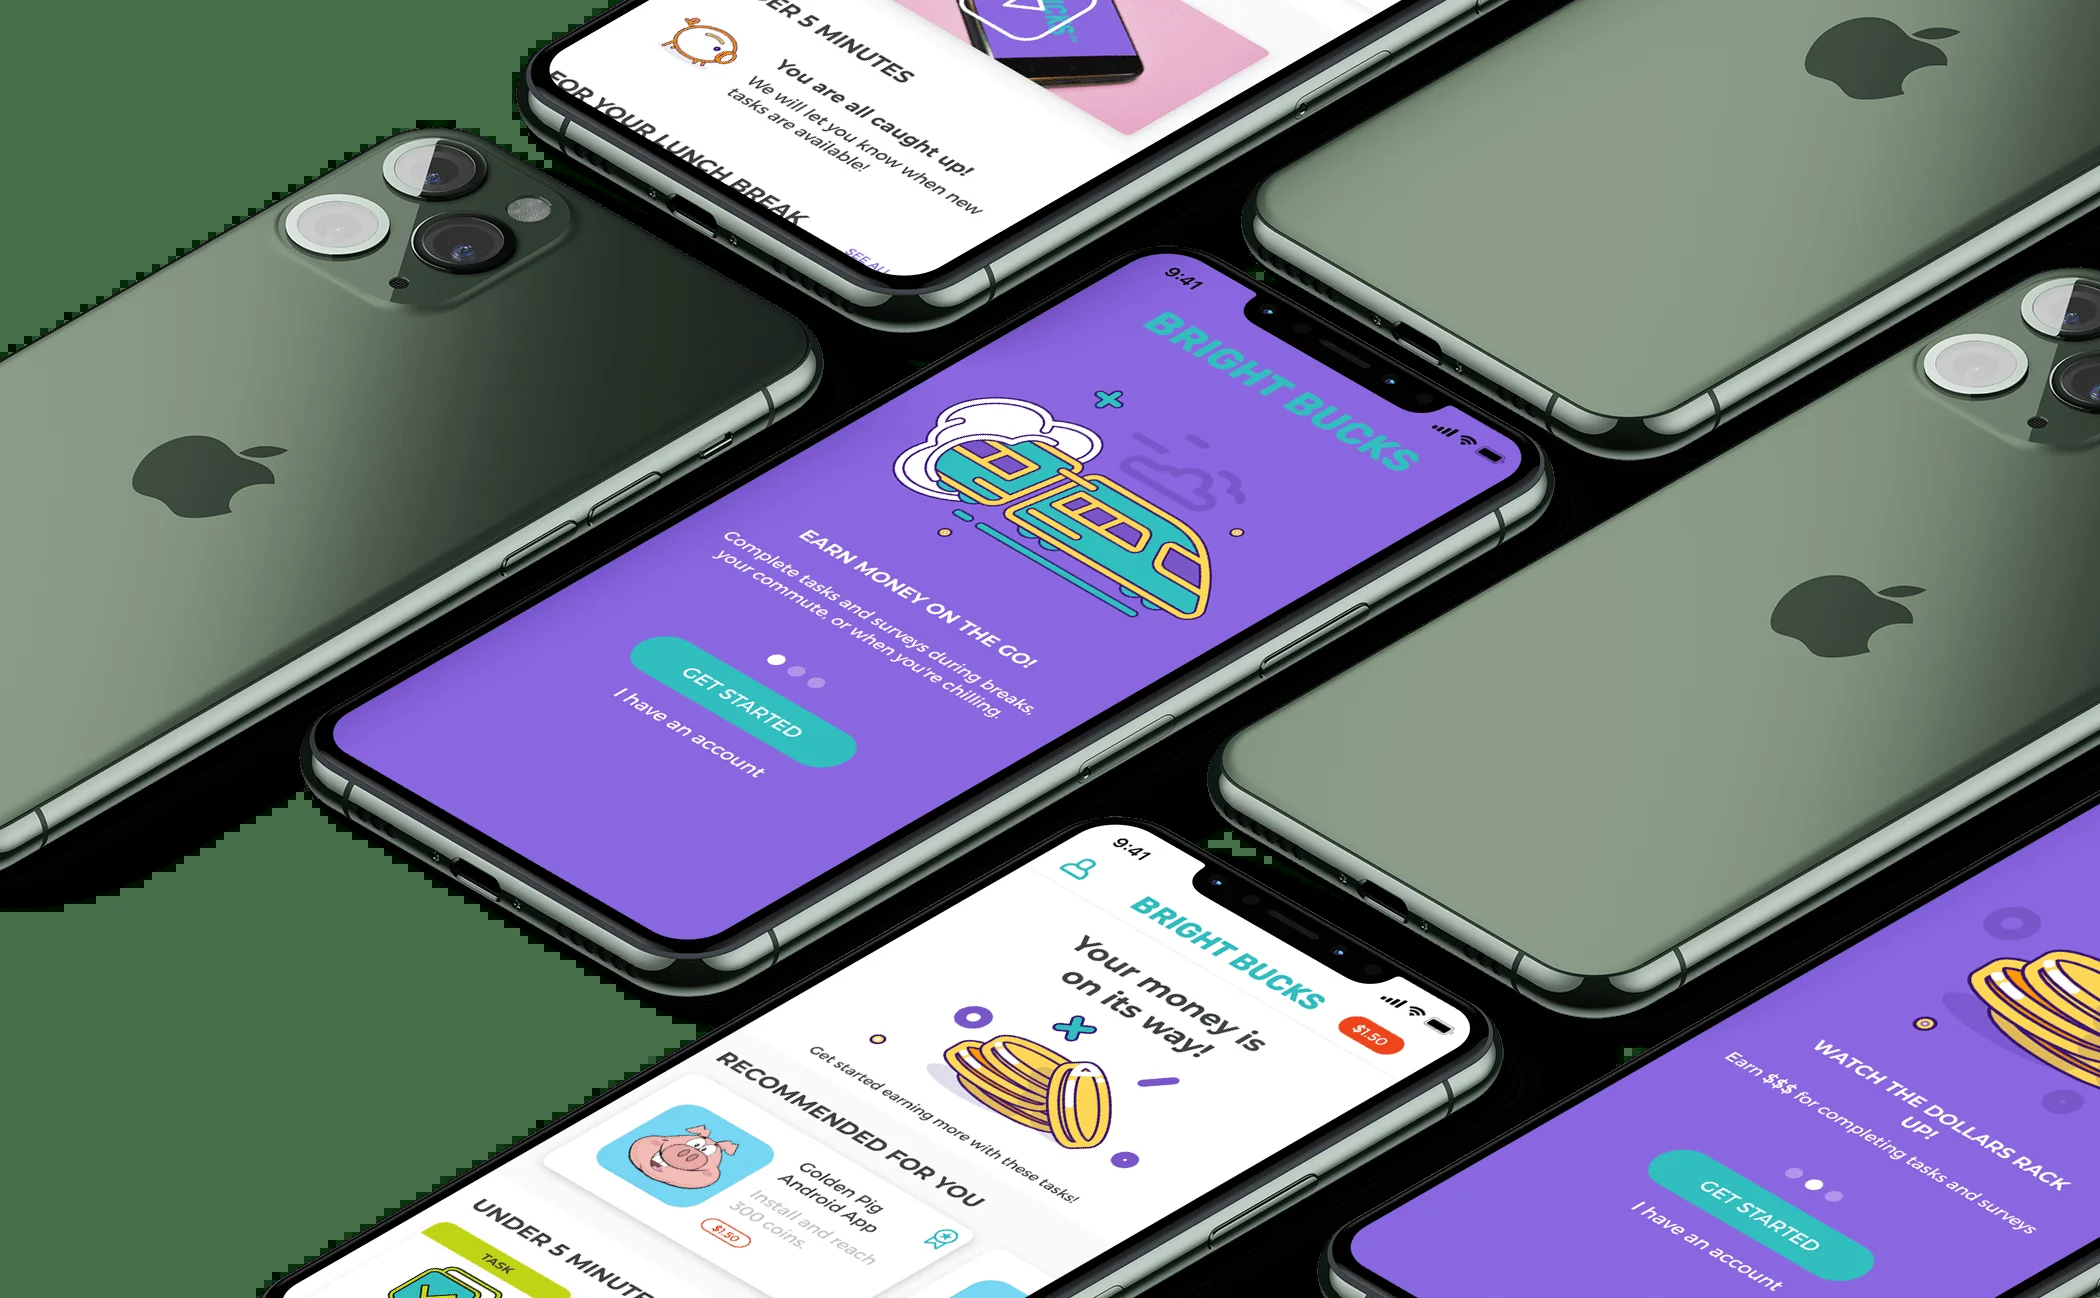 UNDER 5 MINUTES
You are all caught up!
We will let you know when new
tasks are available!
FOR YOUR LUNCH BREAK
SEE ALL
9:41
BRIGHT BUCKS
EARN MONEY ON THE GO!
Complete tasks and surveys during breaks,
your commute, or when you're chilling.
GET STARTED
I have an account
9:41
BRIGHT BUCKS
$1.50
Your money is
on its way!
Get started earning more with these tasks!
RECOMMENDED FOR YOU
Golden Pig
Android App
Install and reach
300 coins.
$1.50
UNDER 5 MINUTE
TASK
WATCH THE DOLLARS RACK
UP!
Earn $$$ for completing tasks and surveys
GET STARTED
I have an account